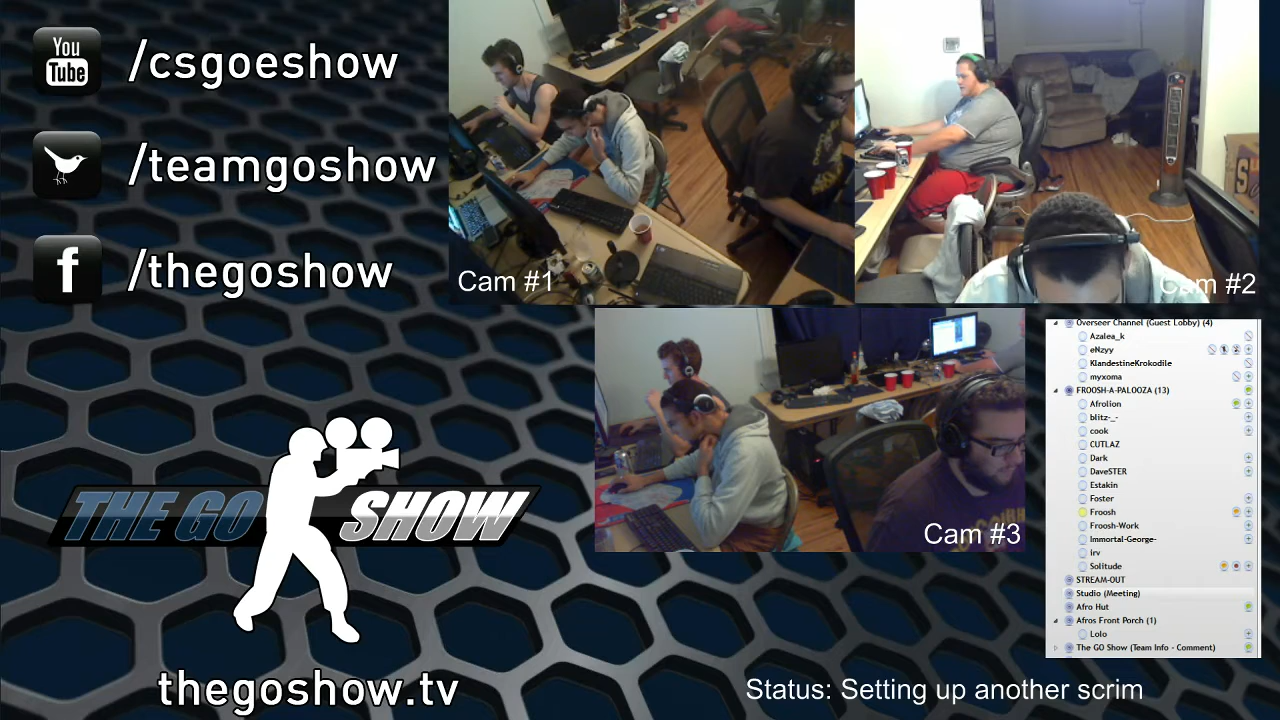 You
Tube
/csgoeshow
/teamgoshow
f
/thegoshow
THE GO SHOW
thegoshow.tv
Cam #1
Cam #2
Cam #3
Overseer Channel (Guest Lobby) (4)
Azalea_k
eNzyy
KlandestineKrokodile
myxoma
FROOSH-A-PALOOZA (13)
Afrolion
blitz-_-
cook
CUTLAZ
Dark
DaveSTER
Estakin
Foster
Froosh
Froosh-Work
Immortal-George-
irv
Solitude
STREAM-OUT
Studio (Meeting)
Afro Hut
Afros Front Porch (1)
Lolo
The GO Show (Team Info - Comment)
Status: Setting up another scrim